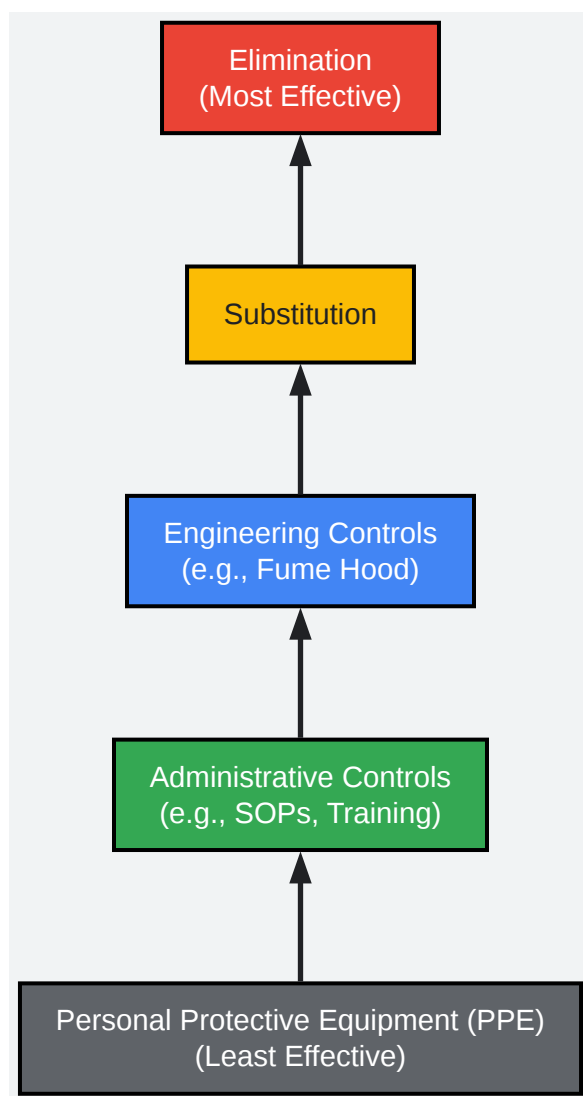 Elimination
(Most Effective)
Substitution
Engineering Controls
(e.g., Fume Hood)
Administrative Controls
(e.g., SOPs, Training)
Personal Protective Equipment (PPE)
(Least Effective)